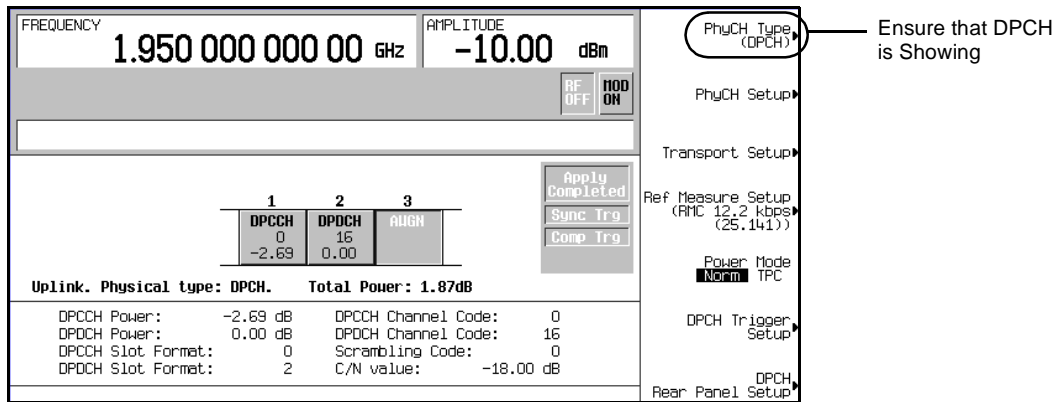 FREQUENCY
1.950 000 000 00 GHz
AMPLITUDE
-10.00 dBm
RF OFF
MOD ON
Apply
Completed
Sync Trg
Comp Trg
1 2 3
DPCCH DPDCH AWGN
0 16
-2.69 0.00
Uplink. Physical type: DPCH. Total Power: 1.87dB
DPCCH Power: -2.69 dB DPCCH Channel Code: 0
DPDCH Power: 0.00 dB DPDCH Channel Code: 16
DPCCH Slot Format: 0 Scrambling Code: 0
DPDCH Slot Format: 2 C/N value: -18.00 dB
PhyCH Type
(DPCH)
PhyCH Setup
Transport Setup
Ref Measure Setup
(RMC 12.2 kbps
(25.141))
Power Mode
Norm TPC
DPCH Trigger
Setup
DPCH
Rear Panel Setup
Ensure that DPCH
is Showing